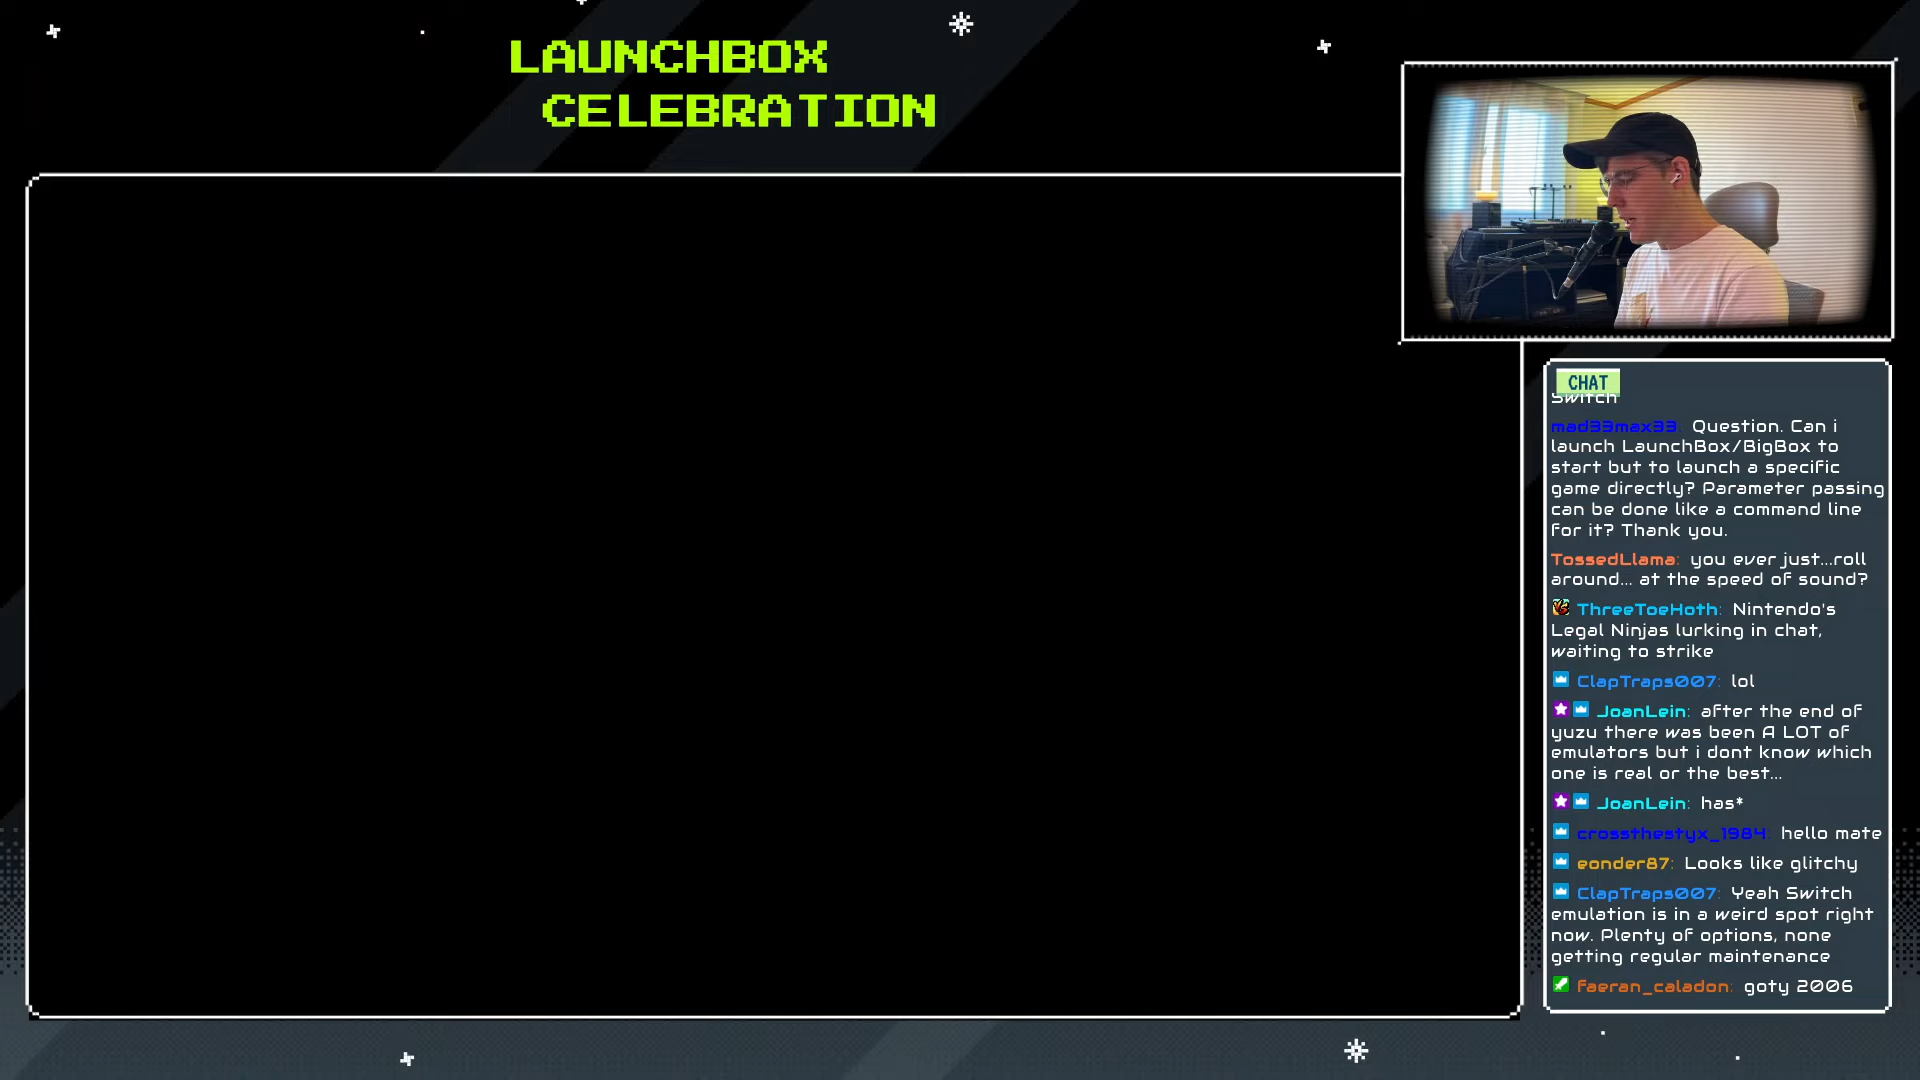 LAUNCHBOX
CELEBRATION
CHAT
Switch
mad33max33: Question. Can i
launch LaunchBox/BigBox to
start but to launch a specific
game directly? Parameter passing
can be done like a command line
for it? Thank you.
TossedLlama: you ever just...roll
around... at the speed of sound?
ThreeToeHoth: Nintendo's
Legal Ninjas lurking in chat,
waiting to strike
ClapTraps007: lol
JoanLein: after the end of
yuzu there was been A LOT of
emulators but i dont know which
one is real or the best...
JoanLein: has*
crossthestyx_1984: hello mate
eonder87: Looks like glitchy
ClapTraps007: Yeah Switch
emulation is in a weird spot right
now. Plenty of options, none
getting regular maintenance
faeran_caladon: goty 2006